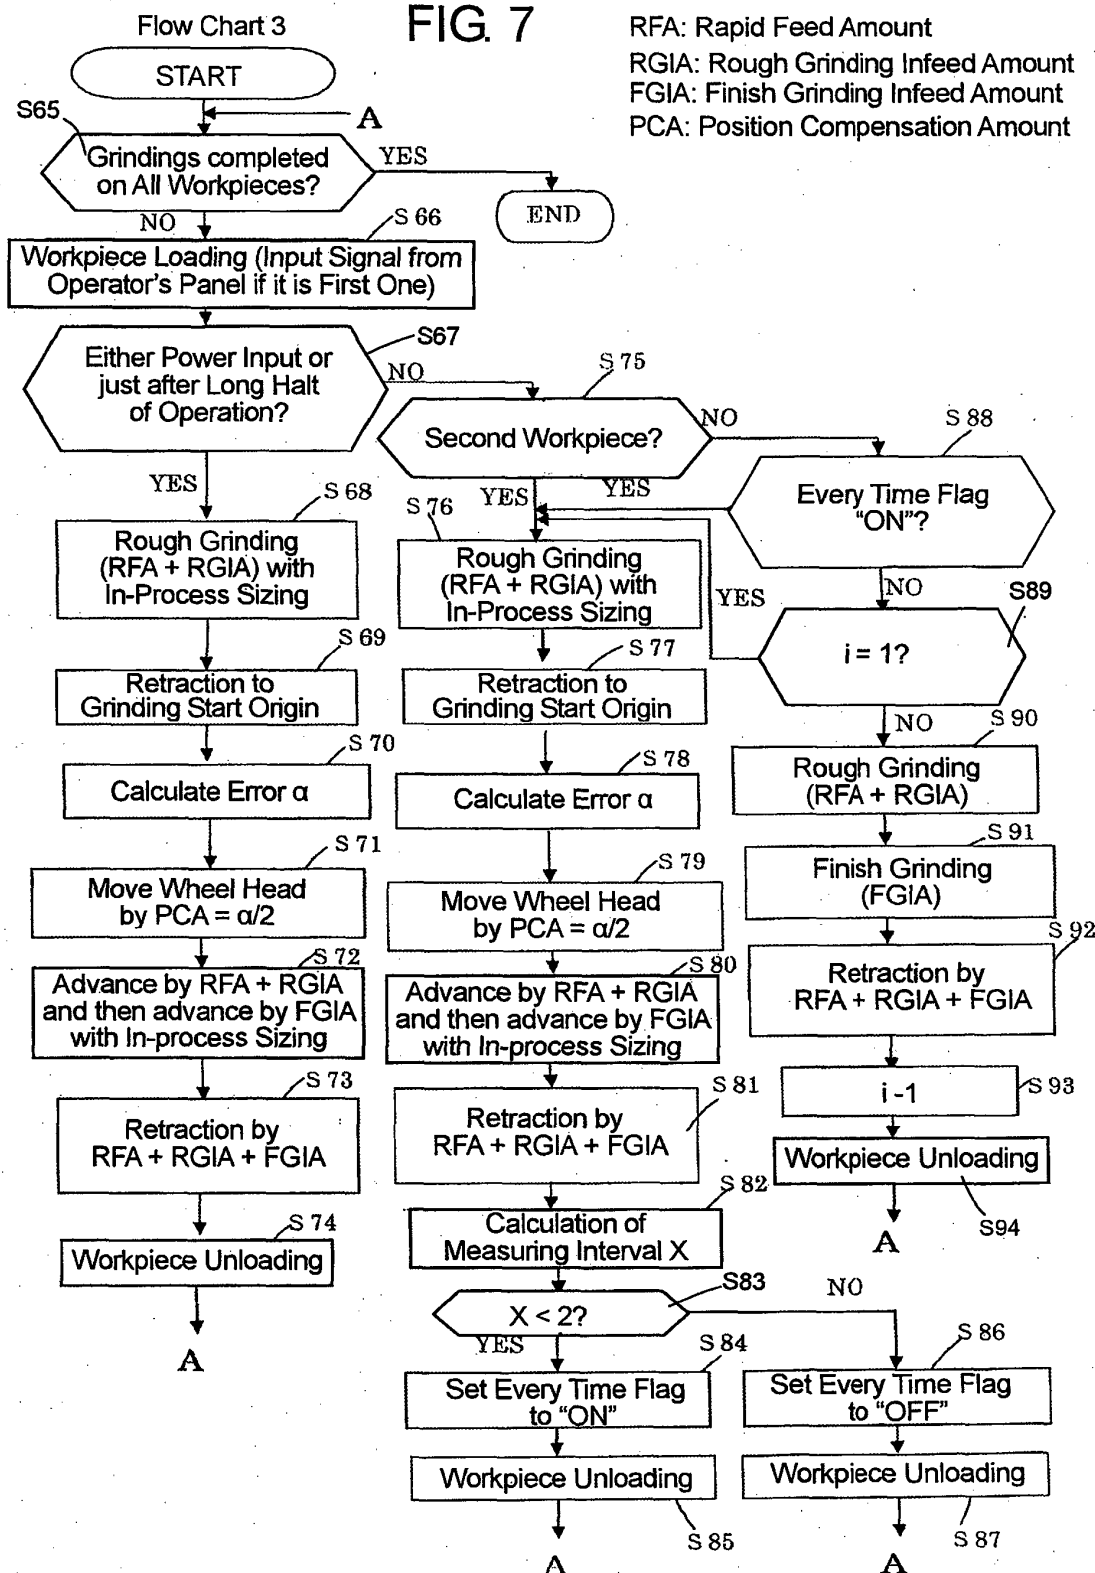 Flow Chart 3
FIG. 7
RFA: Rapid Feed Amount
RGIA: Rough Grinding Infeed Amount
FGIA: Finish Grinding Infeed Amount
PCA: Position Compensation Amount
START
A
S65
Grindings completed
on All Workpieces?
YES
END
NO
S 66
Workpiece Loading (Input Signal from
Operator's Panel if it is First One)
S67
Either Power Input or
just after Long Halt
of Operation?
NO
YES
S 68
Rough Grinding
(RFA + RGIA) with
In-Process Sizing
S 69
Retraction to
Grinding Start Origin
S 70
Calculate Error α
S 71
Move Wheel Head
by PCA = α/2
S 72
Advance by RFA + RGIA
and then advance by FGIA
with In-process Sizing
S 73
Retraction by
RFA + RGIA + FGIA
S 74
Workpiece Unloading
A
S 75
Second Workpiece?
NO
YES
S 76
Rough Grinding
(RFA + RGIA) with
In-Process Sizing
S 77
Retraction to
Grinding Start Origin
S 78
Calculate Error α
S 79
Move Wheel Head
by PCA = α/2
S 80
Advance by RFA + RGIA
and then advance by FGIA
with In-process Sizing
S 81
Retraction by
RFA + RGIA + FGIA
S 82
Calculation of
Measuring Interval X
S83
X < 2?
NO
YES
S 84
Set Every Time Flag
to "ON"
Workpiece Unloading
S 85
A
S 86
Set Every Time Flag
to "OFF"
Workpiece Unloading
S 87
A
S 88
Every Time Flag
"ON"?
YES
NO
S89
i = 1?
YES
NO
S 90
Rough Grinding
(RFA + RGIA)
S 91
Finish Grinding
(FGIA)
S 92
Retraction by
RFA + RGIA + FGIA
i -1
S 93
Workpiece Unloading
S94
A